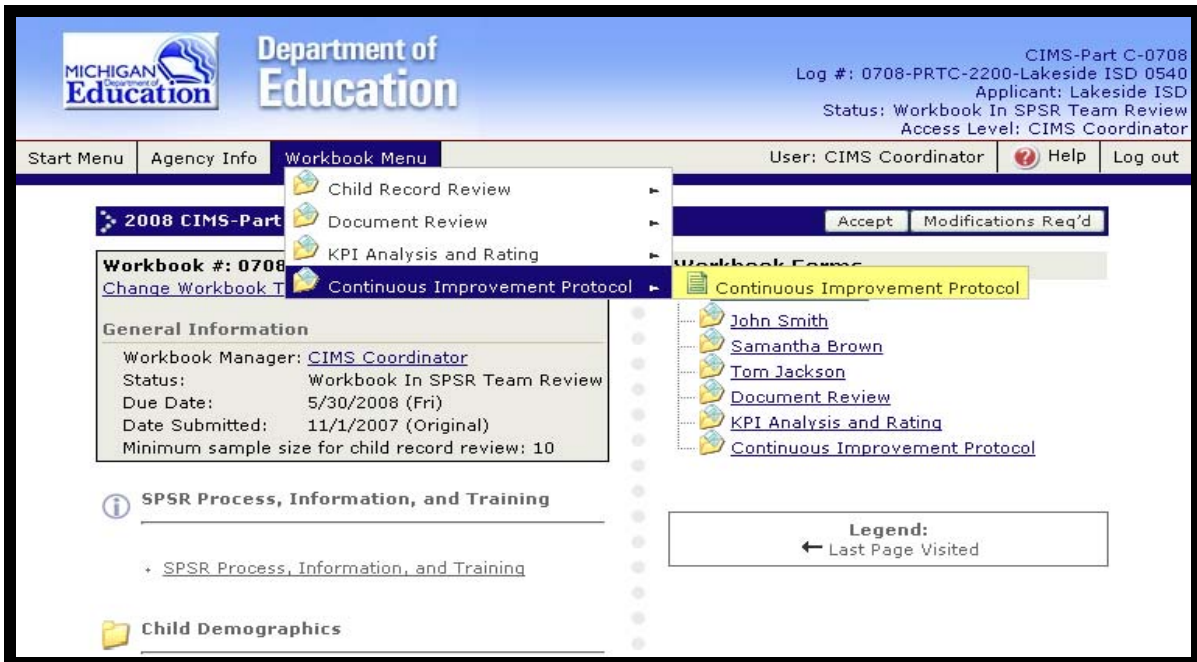 MICHIGAN
Department of
Education
Department of
Education
CIMS-Part C-0708
Log #: 0708-PRTC-2200-Lakeside ISD 0540
Applicant: Lakeside ISD
Status: Workbook In SPSR Team Review
Access Level: CIMS Coordinator
Start Menu Agency Info Workbook Menu User: CIMS Coordinator Help Log out
Child Record Review
Document Review
KPI Analysis and Rating
Continuous Improvement Protocol
Continuous Improvement Protocol
2008 CIMS-Part
Accept Modifications Req'd
Workbook #: 0708
Change Workbook T
General Information
Workbook Manager: CIMS Coordinator
Status: Workbook In SPSR Team Review
Due Date: 5/30/2008 (Fri)
Date Submitted: 11/1/2007 (Original)
Minimum sample size for child record review: 10
Workbook Forms
John Smith
Samantha Brown
Tom Jackson
Document Review
KPI Analysis and Rating
Continuous Improvement Protocol
SPSR Process, Information, and Training
SPSR Process, Information, and Training
Child Demographics
Legend:
Last Page Visited